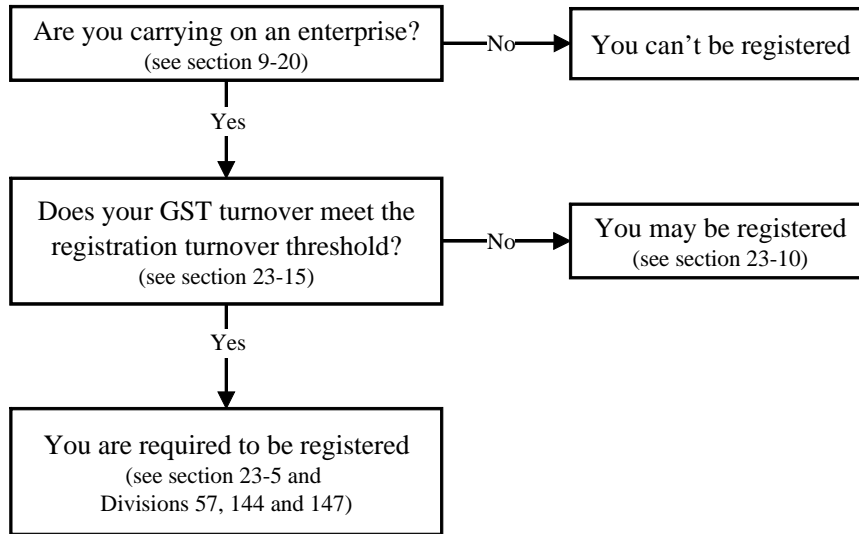 Are you carrying on an enterprise?
(see section 9-20)
No
You can’t be registered
Yes
Does your GST turnover meet the
registration turnover threshold?
(see section 23-15)
No
You may be registered
(see section 23-10)
Yes
You are required to be registered
(see section 23-5 and
Divisions 57, 144 and 147)